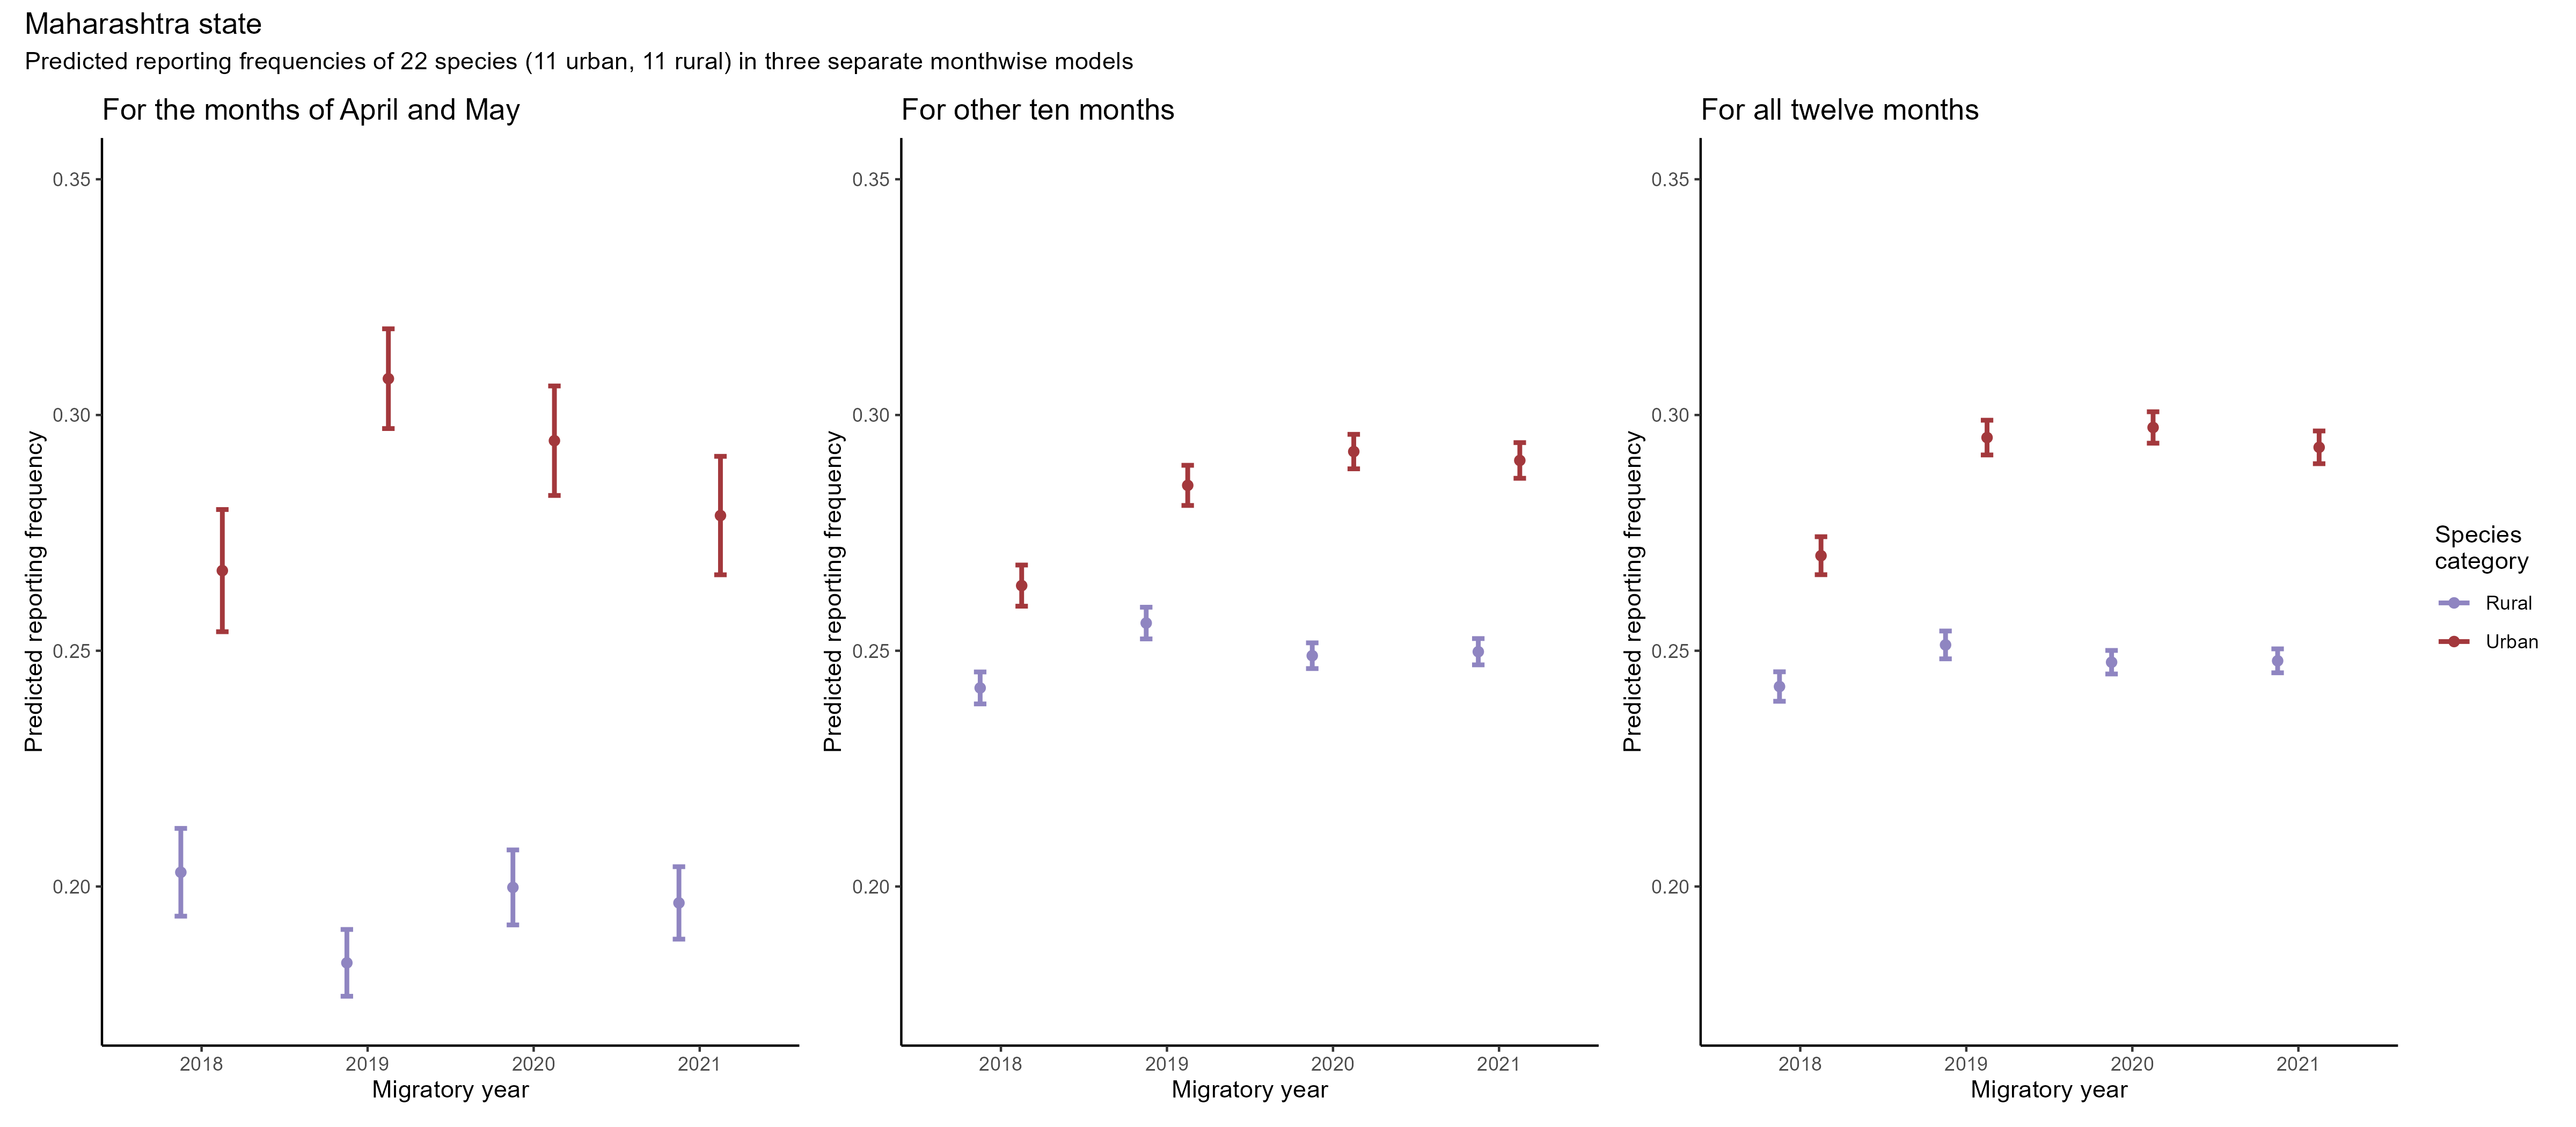 Maharashtra state
Predicted reporting frequencies of 22 species (11 urban, 11 rural) in three separate monthwise models
For the months of April and May
0.35
0.30
0.25
0.20
Predicted reporting frequency
2018 2019 2020 2021
Migratory year
For other ten months
0.35
0.30
0.25
0.20
Predicted reporting frequency
2018 2019 2020 2021
Migratory year
For all twelve months
0.35
0.30
0.25
0.20
Predicted reporting frequency
2018 2019 2020 2021
Migratory year
Species
category
Rural
Urban